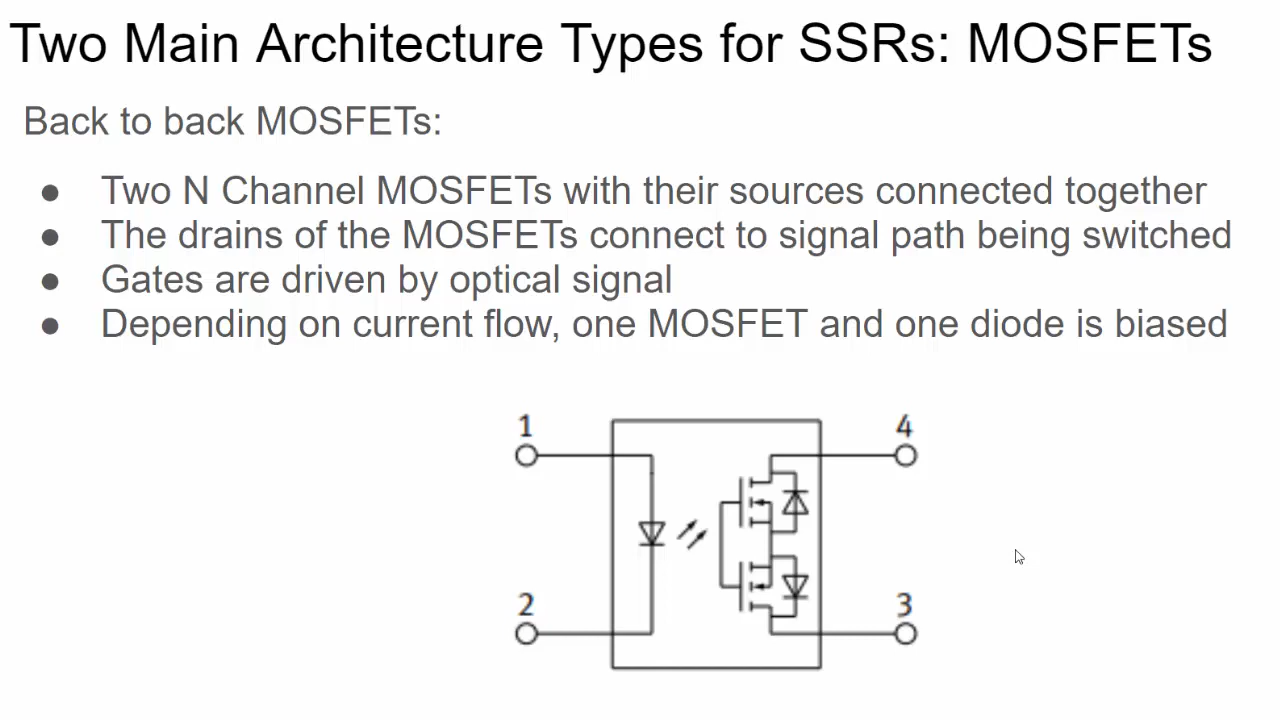 Two Main Architecture Types for SSRs: MOSFETs
Back to back MOSFETs:
● Two N Channel MOSFETs with their sources connected together
● The drains of the MOSFETs connect to signal path being switched
● Gates are driven by optical signal
● Depending on current flow, one MOSFET and one diode is biased
1 4
2 3